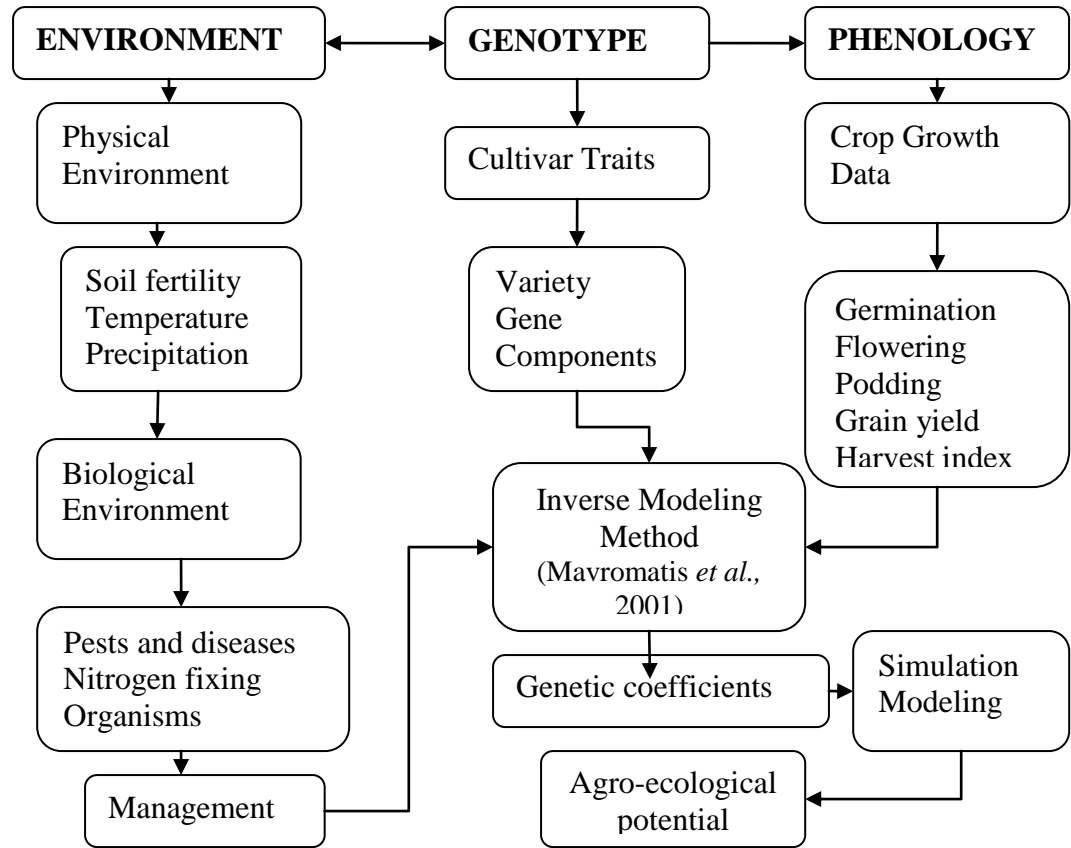 ENVIRONMENT
GENOTYPE
PHENOLOGY
Physical
Environment
Cultivar Traits
Crop Growth
Data
Soil fertility
Temperature
Precipitation
Variety
Gene
Components
Germination
Flowering
Podding
Grain yield
Harvest index
Biological
Environment
Inverse Modeling
Method
(Mavromatis et al.,
2001)
Pests and diseases
Nitrogen fixing
Organisms
Genetic coefficients
Simulation
Modeling
Management
Agro-ecological
potential